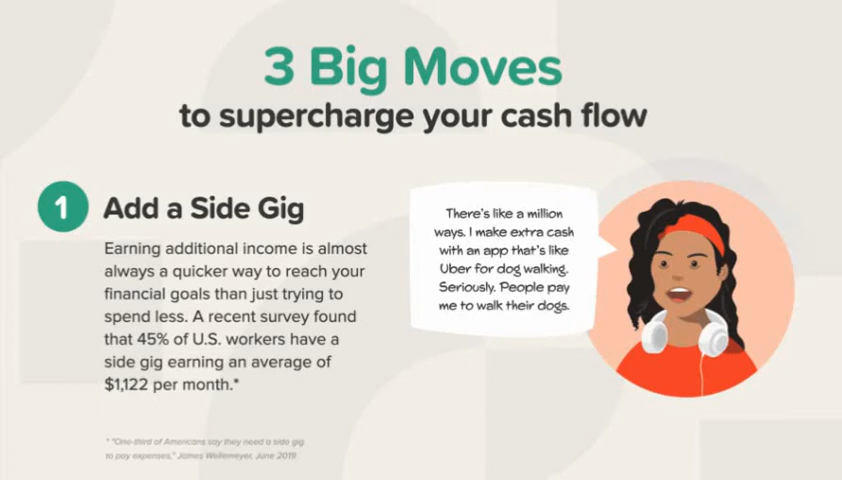 3 Big Moves
to supercharge your cash flow
1
Add a Side Gig
Earning additional income is almost
always a quicker way to reach your
financial goals than just trying to
spend less. A recent survey found
that 45% of U.S. workers have a
side gig earning an average of
$1,122 per month.*
There's like a million
ways. I make extra cash
with an app that's like
Uber for dog walking.
Seriously. People pay
me to walk their dogs.
* "One-third of Americans say they need a side gig
to pay expenses," James Wellemeyer, June 2019